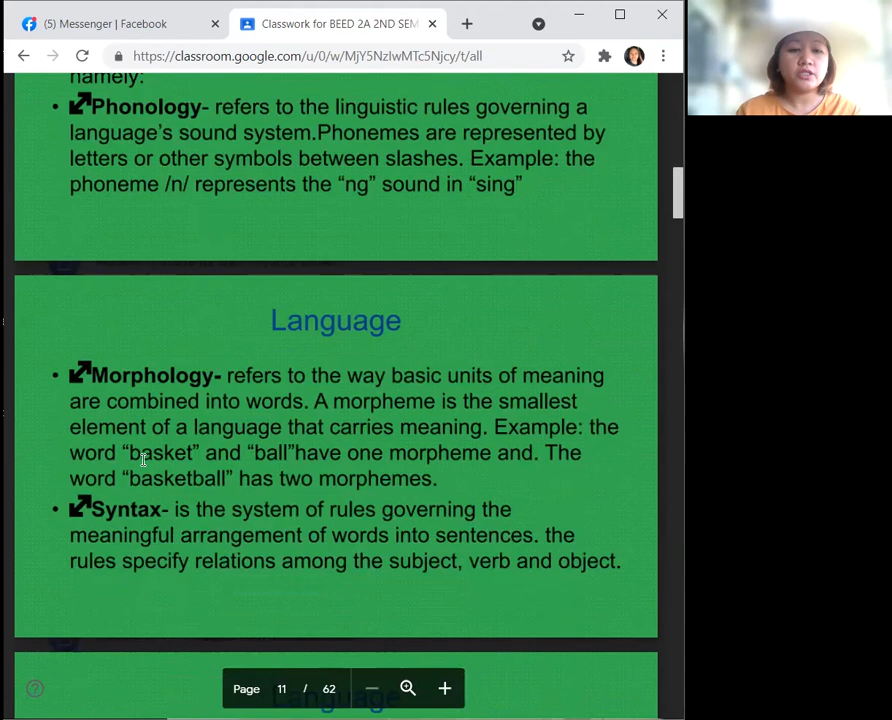 (5) Messenger | Facebook
Classwork for BEED 2A 2ND SEM
https://classroom.google.com/u/0/w/MjY5NzIwMTc5Njcy/t/all
namely:
• Phonology- refers to the linguistic rules governing a
language's sound system.Phonemes are represented by
letters or other symbols between slashes. Example: the
phoneme /n/ represents the “ng” sound in “sing”
Language
• Morphology- refers to the way basic units of meaning
are combined into words. A morpheme is the smallest
element of a language that carries meaning. Example: the
word “basket” and “ball”have one morpheme and. The
word “basketball” has two morphemes.
• Syntax- is the system of rules governing the
meaningful arrangement of words into sentences. the
rules specify relations among the subject, verb and object.
Language
Page 11 / 62